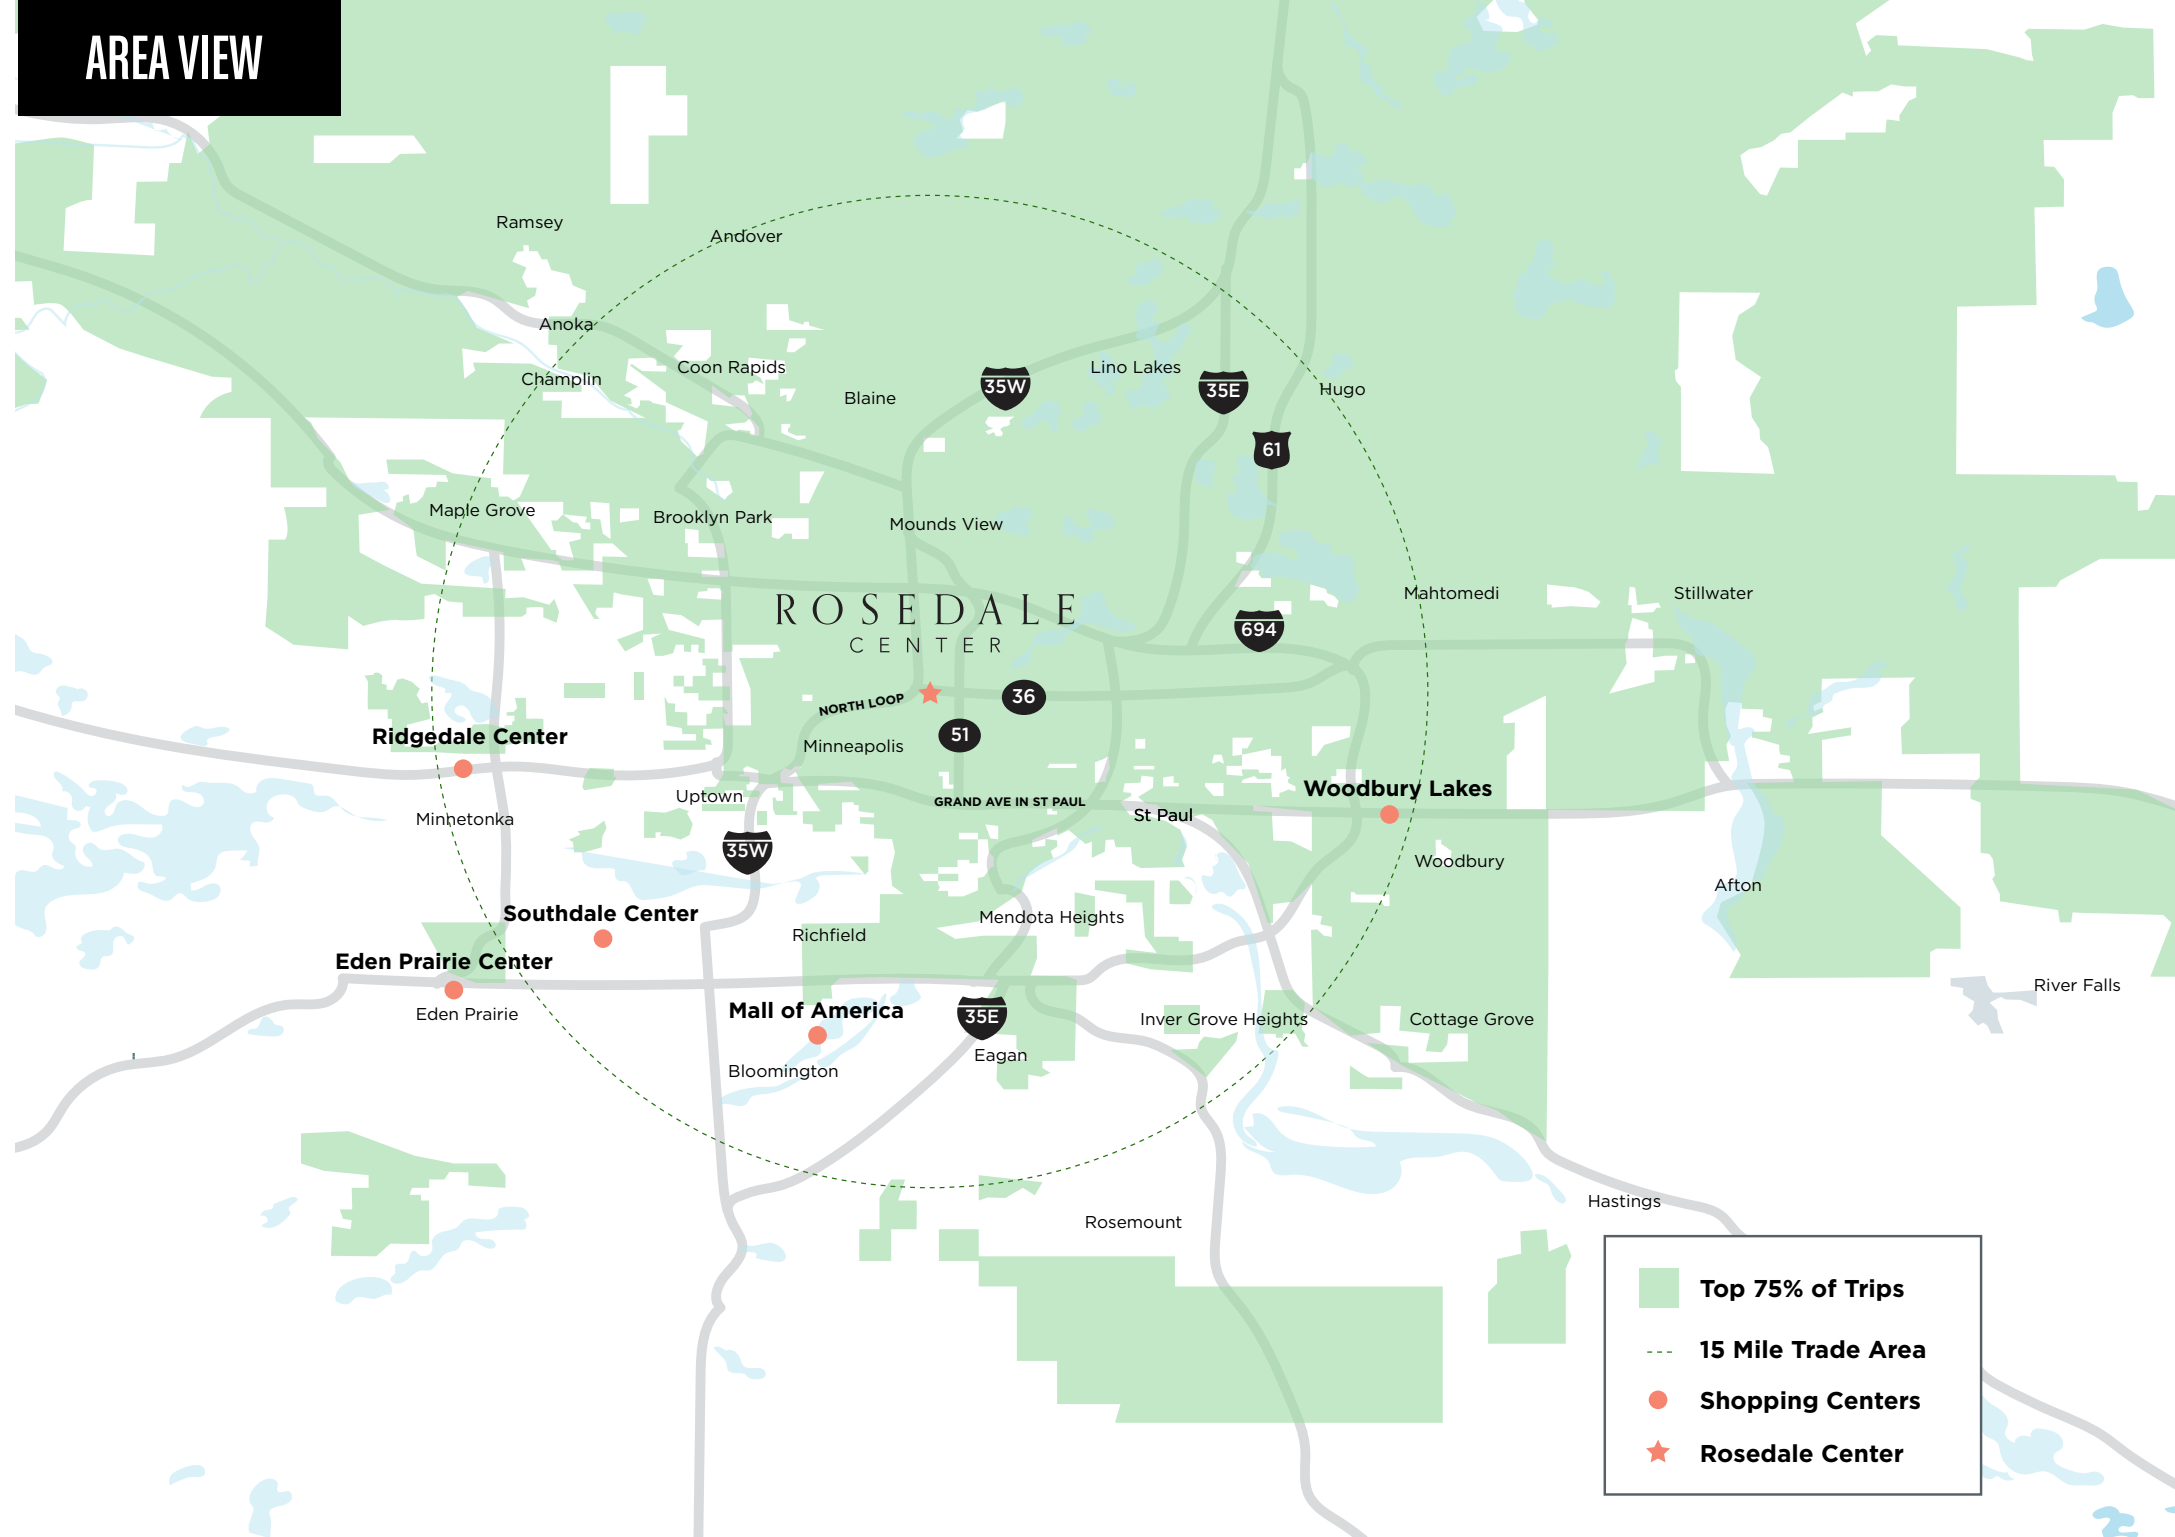 AREA VIEW
Ramsey
Andover
Anoka
Champlin
Coon Rapids
Blaine
35W
Lino Lakes
35E
Hugo
61
Maple Grove
Brooklyn Park
Mounds View
ROSEDALE
CENTER
Mahtomedi
Stillwater
694
NORTH LOOP
36
51
Minneapolis
Ridgedale Center
Minnetonka
Uptown
GRAND AVE IN ST PAUL
St Paul
Woodbury Lakes
35W
Woodbury
Afton
Southdale Center
Richfield
Mendota Heights
Eden Prairie Center
Eden Prairie
Mall of America
35E
Inver Grove Heights
Cottage Grove
River Falls
Eagan
Bloomington
Hastings
Rosemount
Top 75% of Trips
15 Mile Trade Area
Shopping Centers
Rosedale Center